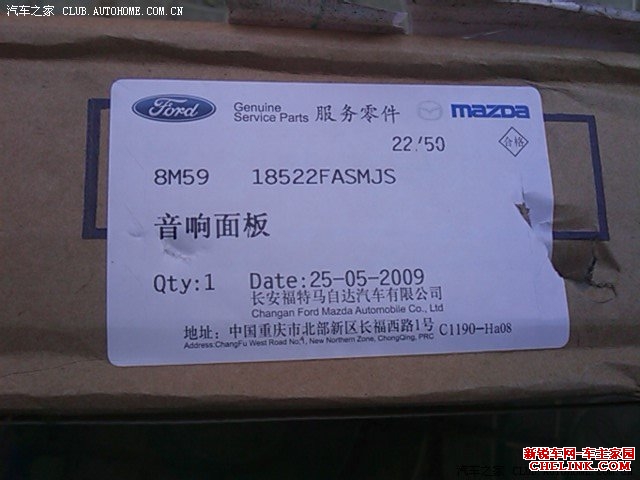 汽车之家 CLUB.AUTOHOME.COM.CN
Ford Genuine Service Parts 服务零件 mazda
22/50 合格
8M59 18522FASMJS
音响面板
Qty:1 Date:25-05-2009
长安福特马自达汽车有限公司
Changan Ford Mazda Automobile Co., Ltd
地址: 中国重庆市北部新区长福西路1号 C1190-Ha08
Address:ChangFu West Road No,1, New Northern Zone, ChongQing, PRC
新锐车网-车主家园
CHELINK.COM